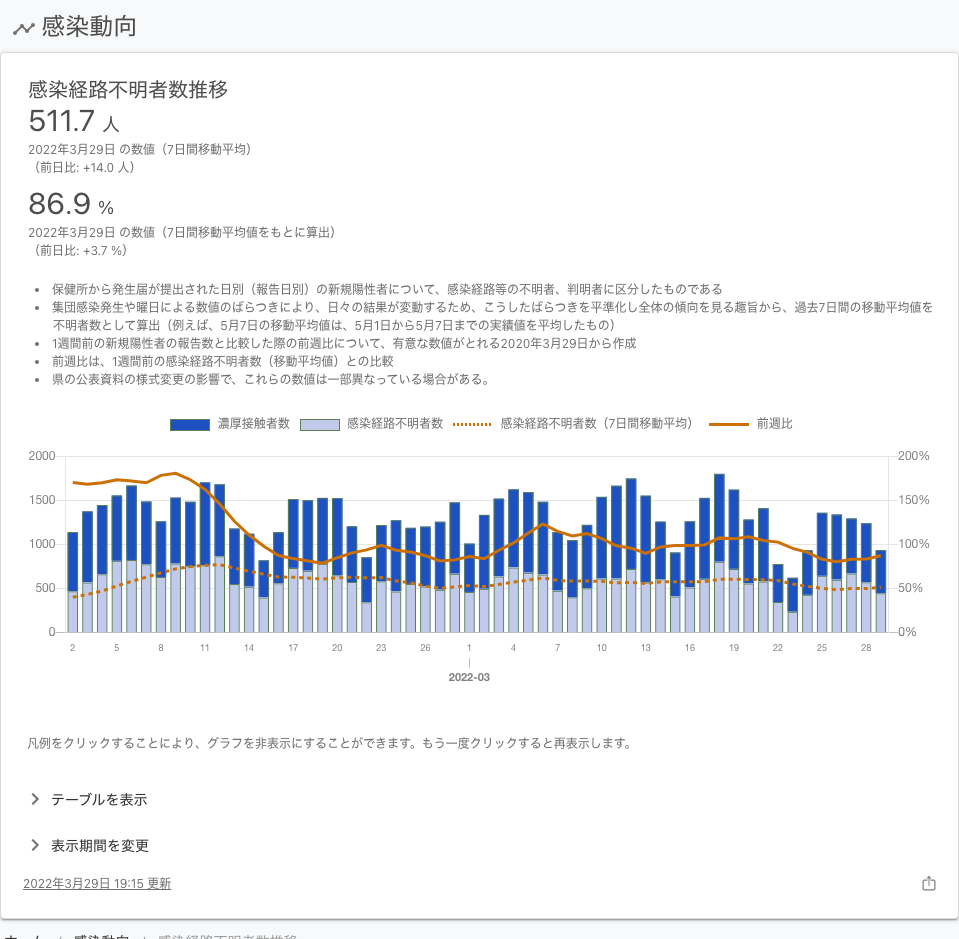 感染動向
感染経路不明者数推移
511.7 人
2022年3月29日 の数値（7日間移動平均）
（前日比: +14.0 人）
86.9 %
2022年3月29日 の数値（7日間移動平均値をもとに算出）
（前日比: +3.7 %）
• 保健所から発生届が提出された日別（報告日別）の新規陽性者について、感染経路等の不明者、判明者に区分したものである
• 集団感染発生や曜日による数値のばらつきにより、日々の結果が変動するため、こうしたばらつきを平準化し全体の傾向を見る趣旨から、過去7日間の移動平均値を
不明者数として算出（例えば、5月7日の移動平均値は、5月1日から5月7日までの実績値を平均したもの）
• 1週間前の新規陽性者の報告数と比較した際の前週比について、有意な数値がとれる2020年3月29日から作成
• 前週比は、1週間前の感染経路不明者数（移動平均値）との比較
• 県の公表資料の様式変更の影響で、これらの数値は一部異なっている場合がある。
濃厚接触者数 感染経路不明者数 感染経路不明者数（7日間移動平均） 前週比
2000 200%
1500 150%
1000 100%
500 50%
0 0%
2 5 8 11 14 17 20 23 26 1 4 7 10 13 16 19 22 25 28
2022-03
凡例をクリックすることにより、グラフを非表示にすることができます。もう一度クリックすると再表示します。
テーブルを表示
表示期間を変更
2022年3月29日 19:15 更新
ホーム / 感染動向 / 感染経路不明者数推移